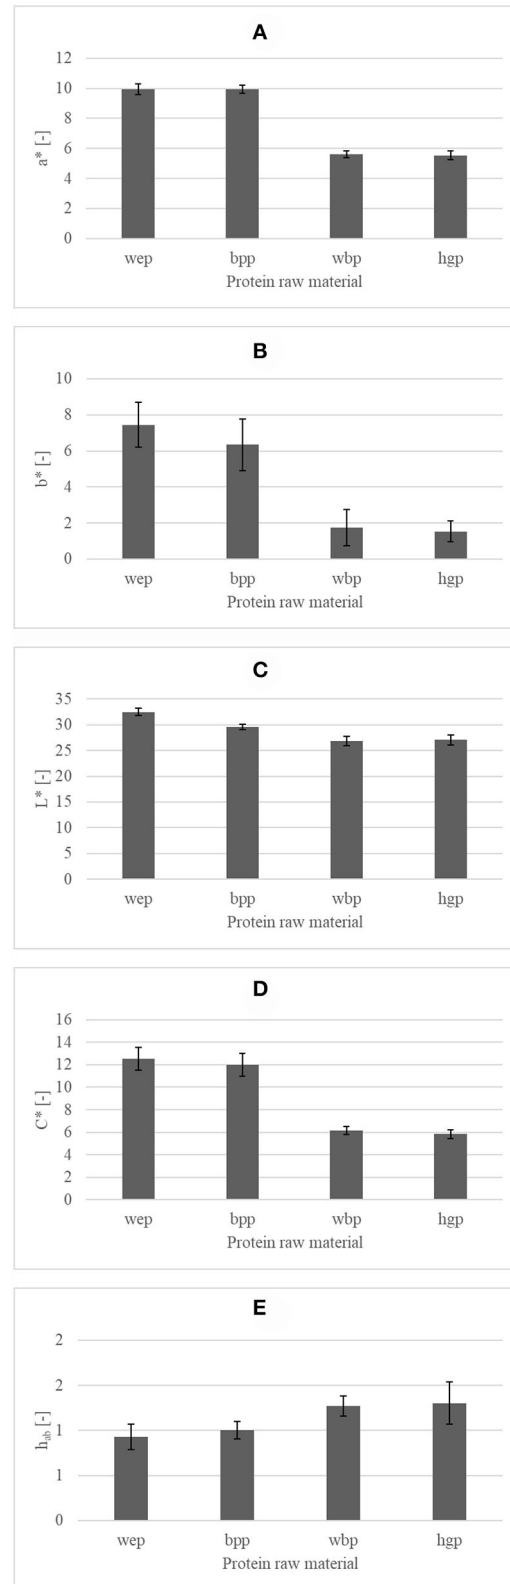 A
12
10
8
6
4
2
0
a* [-]
wep bpp wbp hgp
Protein raw material
B
10
8
6
4
2
0
b* [-]
wep bpp wbp hgp
Protein raw material
C
35
30
25
20
15
10
5
0
L* [-]
wep bpp wbp hgp
Protein raw material
D
16
14
12
10
8
6
4
2
0
C* [-]
wep bpp wbp hgp
Protein raw material
E
2
2
1
1
0
hab [-]
wep bpp wbp hgp
Protein raw material